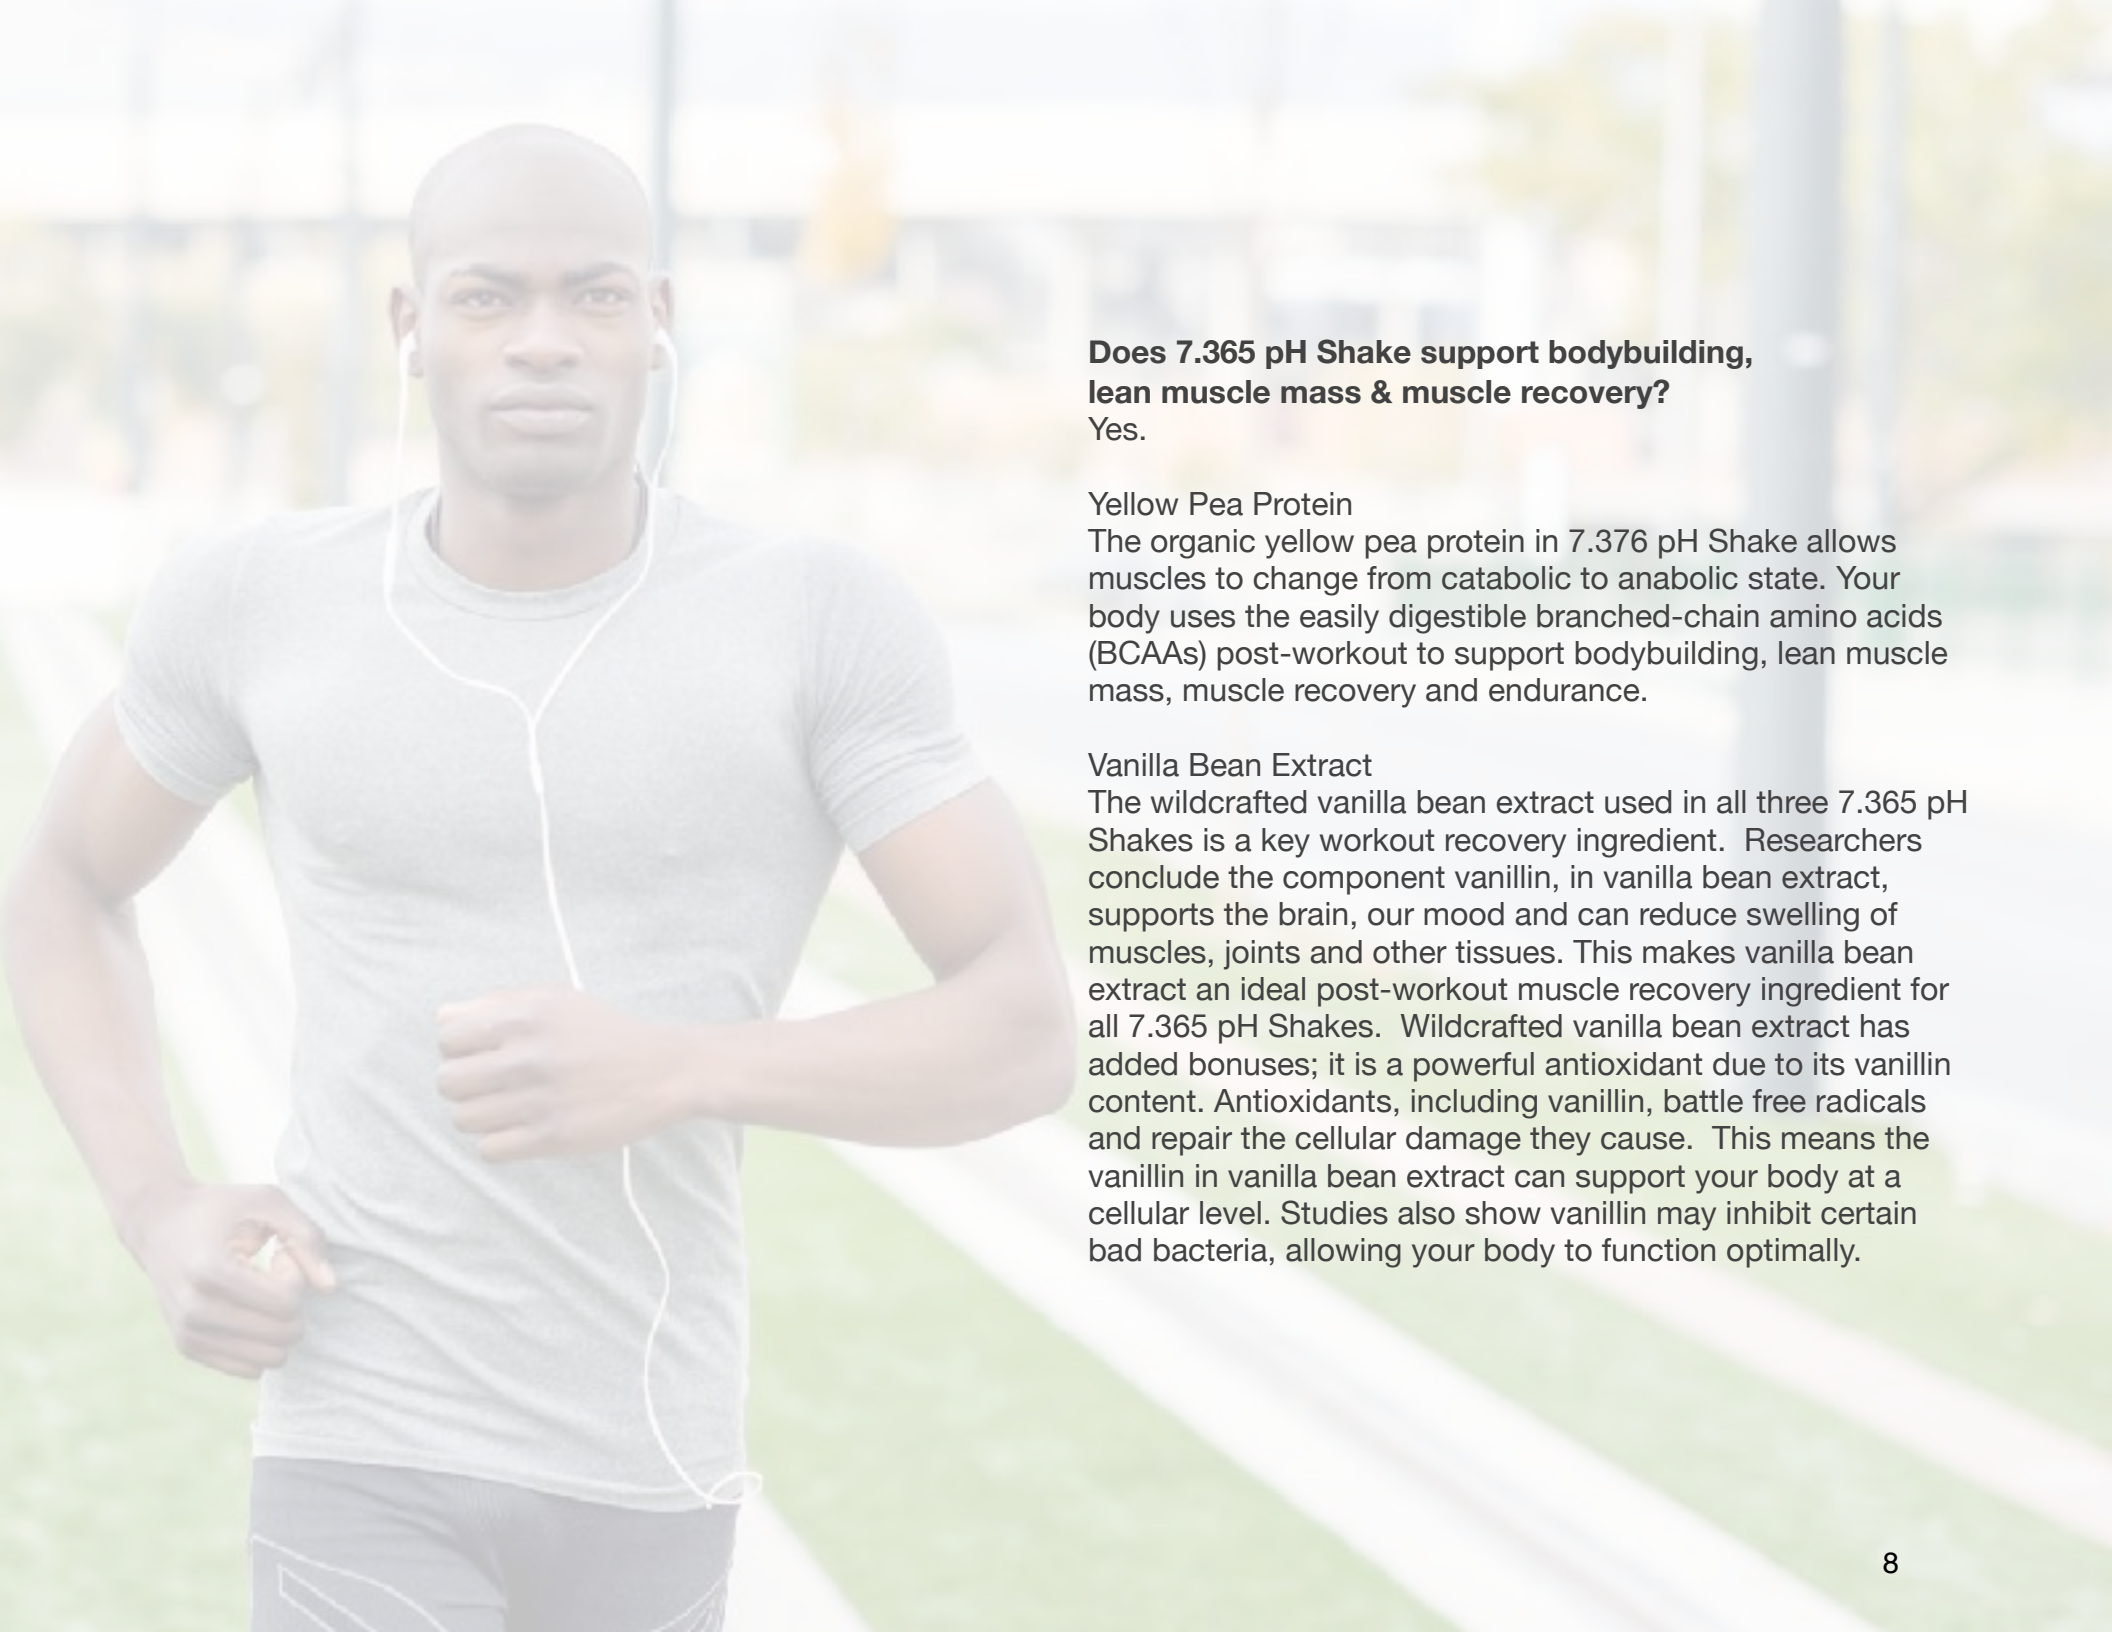 Does 7.365 pH Shake support bodybuilding,
lean muscle mass & muscle recovery?
Yes.
Yellow Pea Protein
The organic yellow pea protein in 7.376 pH Shake allows
muscles to change from catabolic to anabolic state. Your
body uses the easily digestible branched-chain amino acids
(BCAAs) post-workout to support bodybuilding, lean muscle
mass, muscle recovery and endurance.
Vanilla Bean Extract
The wildcrafted vanilla bean extract used in all three 7.365 pH
Shakes is a key workout recovery ingredient.  Researchers
conclude the component vanillin, in vanilla bean extract,
supports the brain, our mood and can reduce swelling of
muscles, joints and other tissues. This makes vanilla bean
extract an ideal post-workout muscle recovery ingredient for
all 7.365 pH Shakes.  Wildcrafted vanilla bean extract has
added bonuses; it is a powerful antioxidant due to its vanillin
content. Antioxidants, including vanillin, battle free radicals
and repair the cellular damage they cause.  This means the
vanillin in vanilla bean extract can support your body at a
cellular level. Studies also show vanillin may inhibit certain
bad bacteria, allowing your body to function optimally.
8